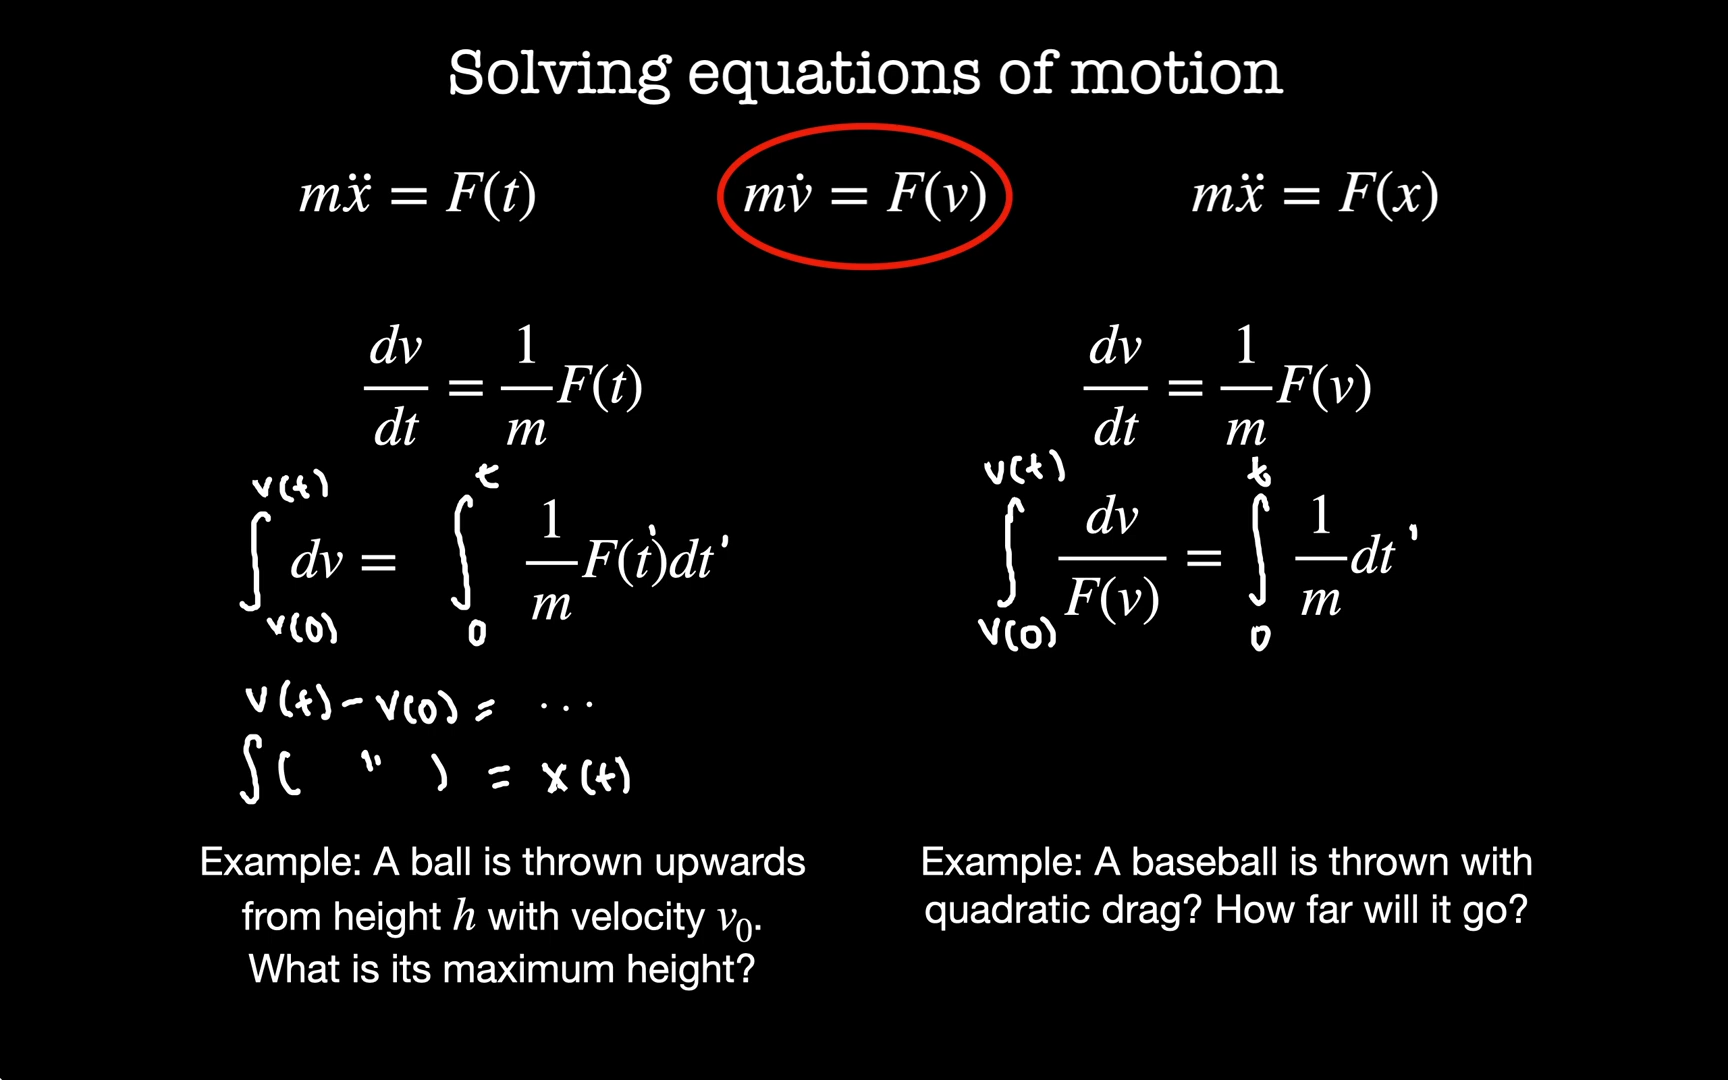 Solving equations of motion
mẍ = F(t)
mv̇ = F(v)
mẍ = F(x)
dv/dt = 1/m F(t)
∫_{v(0)}^{v(t)} dv = ∫_0^t 1/m F(t')dt'
v(t) - v(0) = ...
∫( " ) = x(t)
Example: A ball is thrown upwards
from height h with velocity v₀.
What is its maximum height?
dv/dt = 1/m F(v)
∫_{v(0)}^{v(t)} dv/F(v) = ∫_0^t 1/m dt'
Example: A baseball is thrown with
quadratic drag? How far will it go?